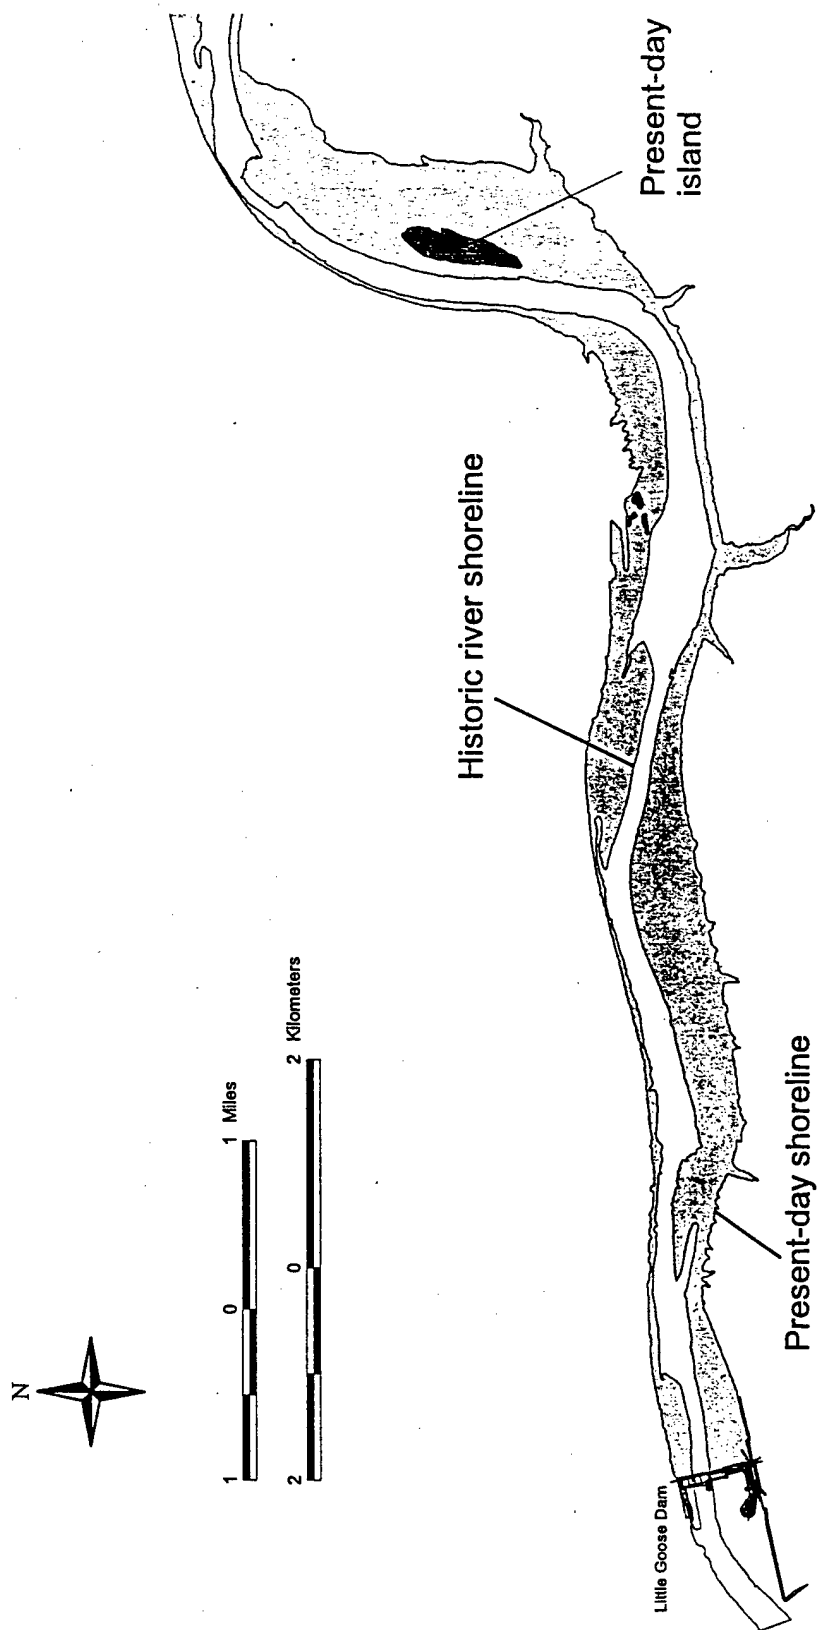 N
1 0 1 Miles
2 0 2 Kilometers
Historic river shoreline
Present-day
island
Little Goose Dam
Present-day shoreline